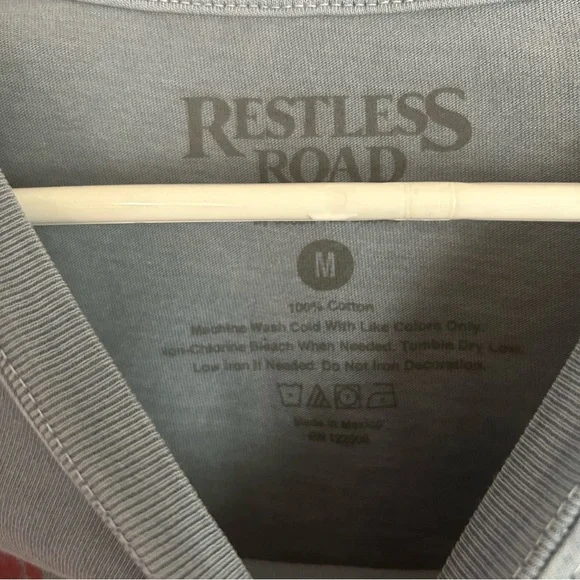 RESTLESS
ROAD
M
100% Cotton
Machine Wash Cold With Like Colors Only.
Non-Chlorine Bleach When Needed. Tumble Dry Low.
Low Iron If Needed. Do Not Iron Decoration.
Made in Mexico
RN